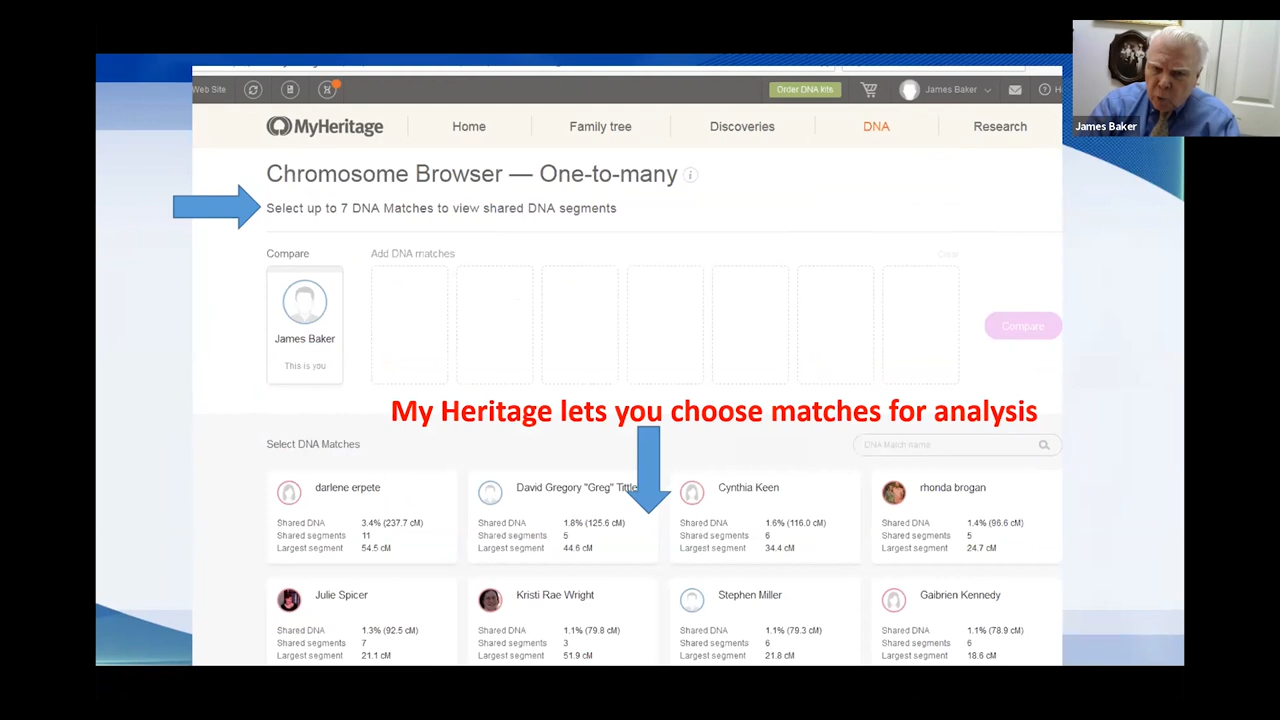 Web Site
Order DNA kits
James Baker
James Baker
MyHeritage
Home
Family tree
Discoveries
DNA
Research
Chromosome Browser — One-to-many
Select up to 7 DNA Matches to view shared DNA segments
Compare
Add DNA matches
Clear
James Baker
This is you
Compare
My Heritage lets you choose matches for analysis
Select DNA Matches
DNA Match name
darlene erpete
Shared DNA 3.4% (237.7 cM)
Shared segments 11
Largest segment 54.5 cM
David Gregory "Greg" Tittle
Shared DNA 1.8% (125.6 cM)
Shared segments 5
Largest segment 44.6 cM
Cynthia Keen
Shared DNA 1.6% (116.0 cM)
Shared segments 6
Largest segment 34.4 cM
rhonda brogan
Shared DNA 1.4% (96.6 cM)
Shared segments 5
Largest segment 24.7 cM
Julie Spicer
Shared DNA 1.3% (92.5 cM)
Shared segments 7
Largest segment 21.1 cM
Kristi Rae Wright
Shared DNA 1.1% (79.8 cM)
Shared segments 3
Largest segment 51.9 cM
Stephen Miller
Shared DNA 1.1% (79.3 cM)
Shared segments 6
Largest segment 21.8 cM
Gaibrien Kennedy
Shared DNA 1.1% (78.9 cM)
Shared segments 6
Largest segment 18.6 cM